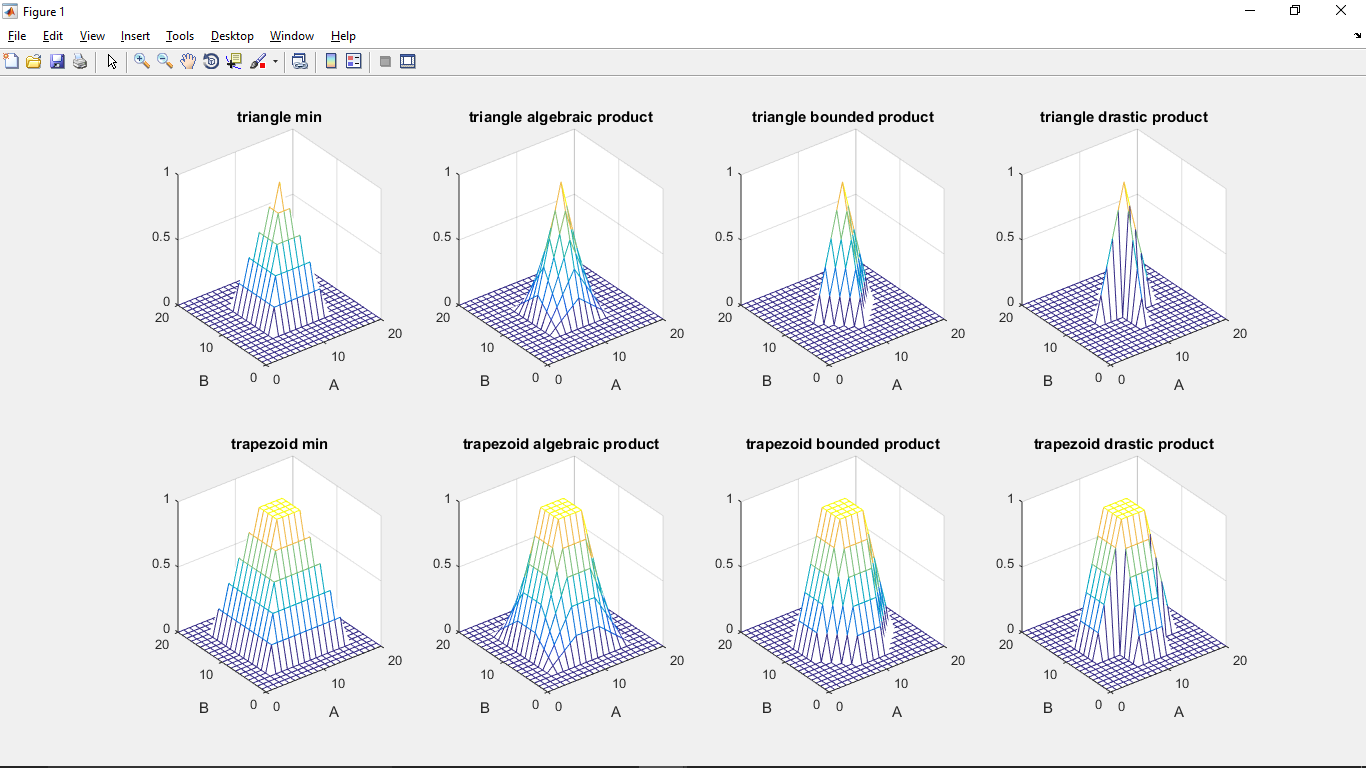 Figure 1
File Edit View Insert Tools Desktop Window Help
triangle min triangle algebraic product triangle bounded product triangle drastic product
1 1 1 1
0.5 0.5 0.5 0.5
0 0 0 0
20 20 20 20 20 20 20 20
10 10 10 10 10 10 10 10
B 0 0 A B 0 0 A B 0 0 A B 0 0 A
trapezoid min trapezoid algebraic product trapezoid bounded product trapezoid drastic product
1 1 1 1
0.5 0.5 0.5 0.5
0 0 0 0
20 20 20 20 20 20 20 20
10 10 10 10 10 10 10 10
B 0 0 A B 0 0 A B 0 0 A B 0 0 A